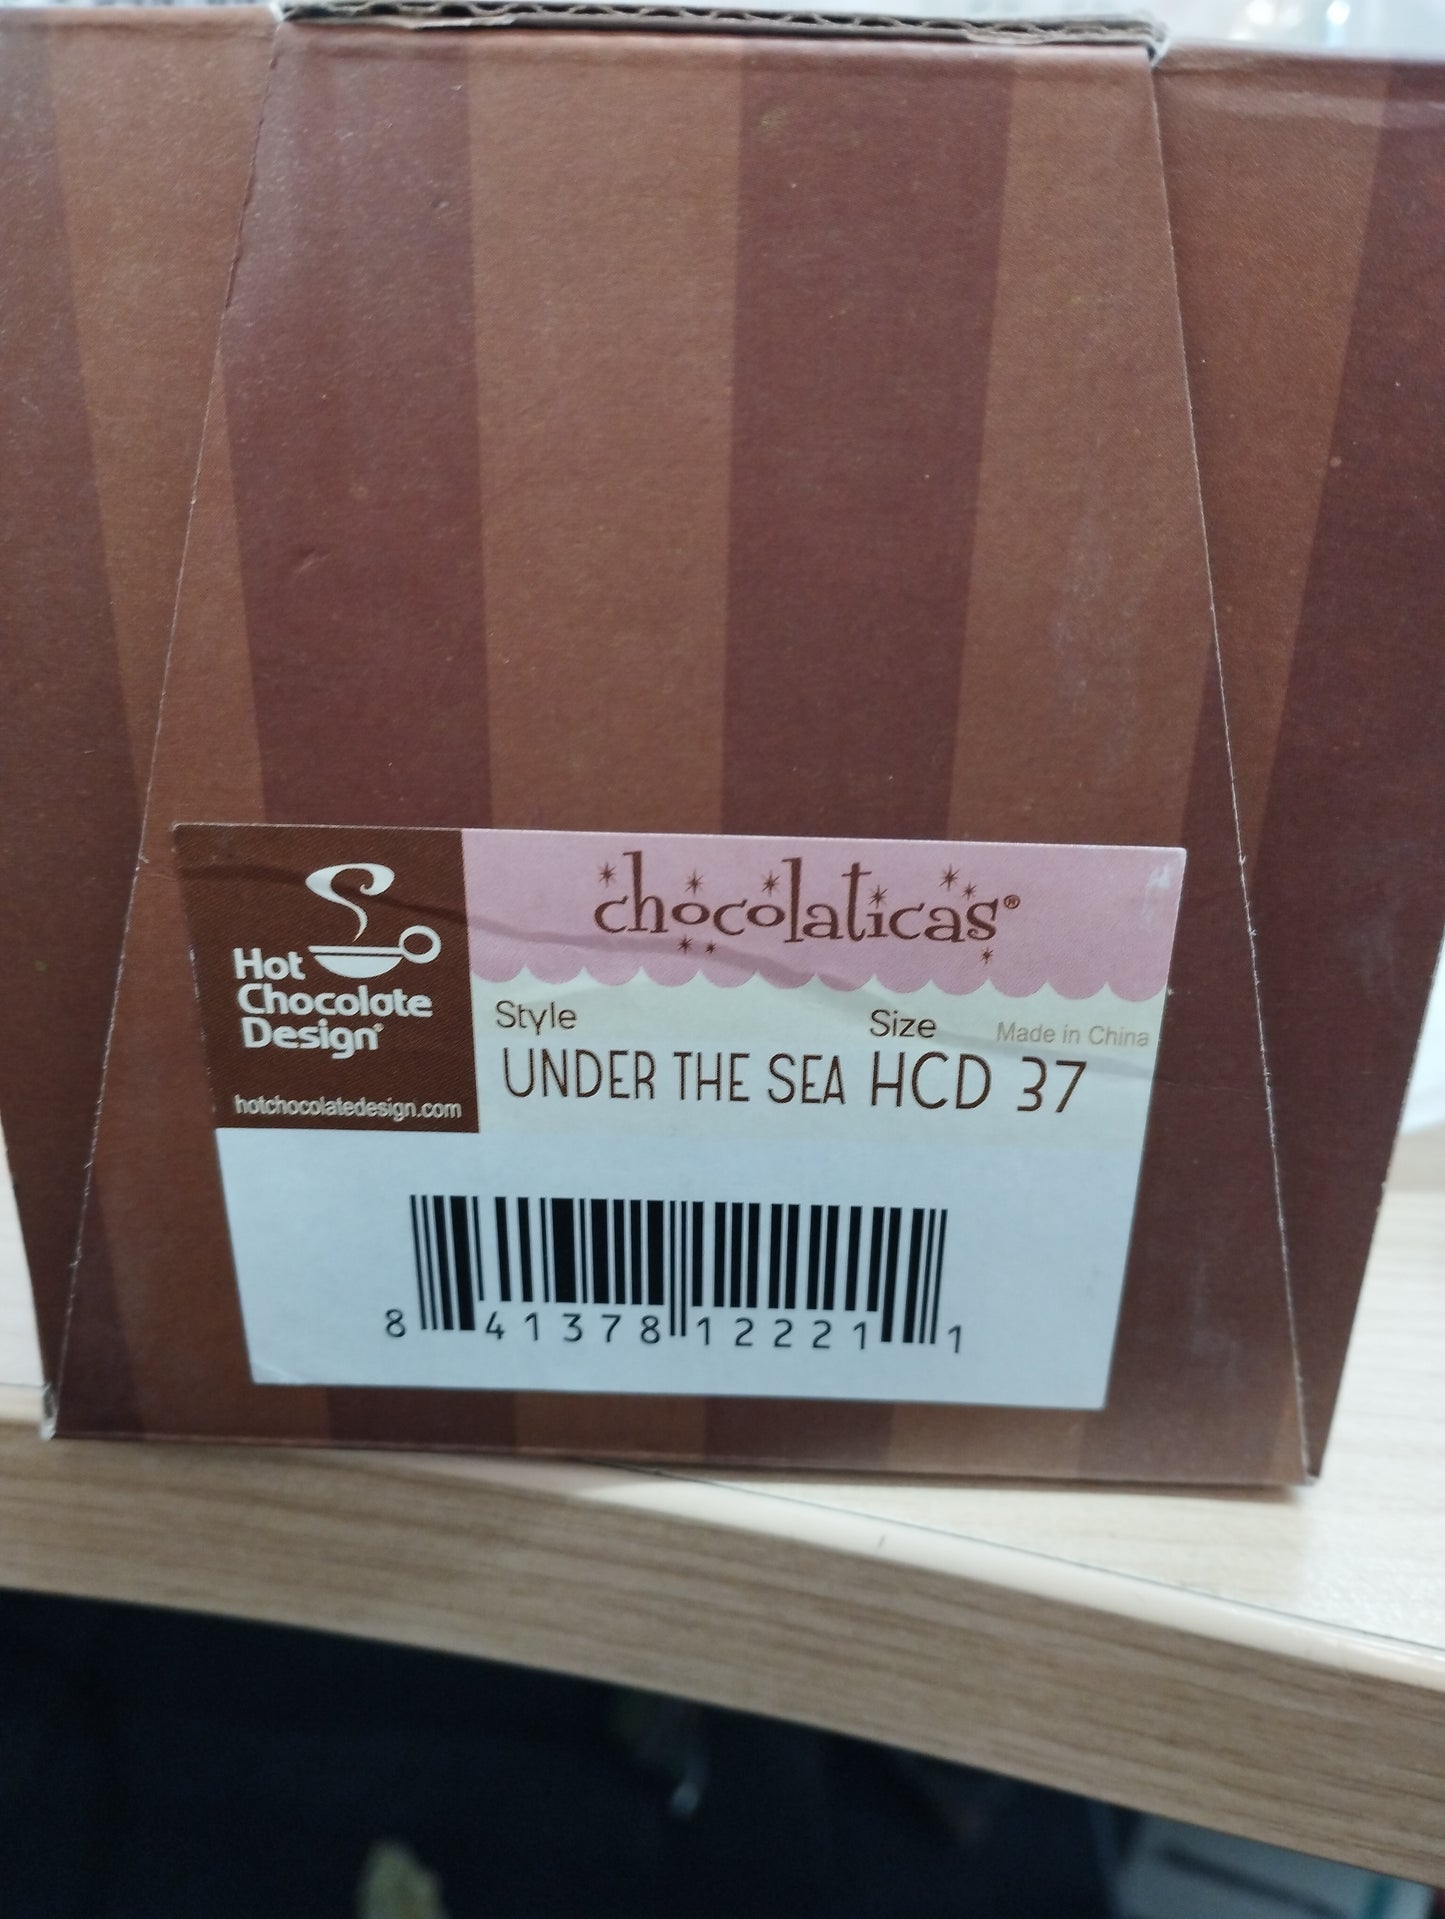 chocolaticas®
Hot
Chocolate
Design®
hotchocolatedesign.com
Style Size Made in China
UNDER THE SEA HCD 37
8 41378 12221 1